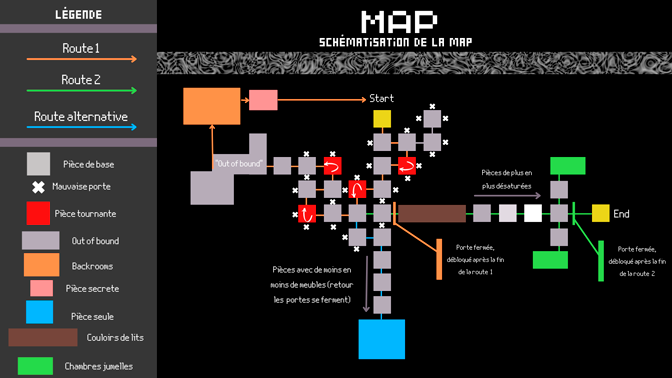 LÉGENDE
Route 1
Route 2
Route alternative
Pièce de base
Mauvaise porte
Pièce tournante
Out of bound
Backrooms
Pièce secrete
Pièce seule
Couloirs de lits
Chambres jumelles
MAP
SCHÉMATISATION DE LA MAP
Start
"Out of bound"
Pièces de plus en
plus désaturées
End
Porte fermée,
débloqué après la fin
de la route 1
Porte fermée,
débloqué après la fin
de la route 2
Pièces avec de moins en
moins de meubles (retour
les portes se ferment)